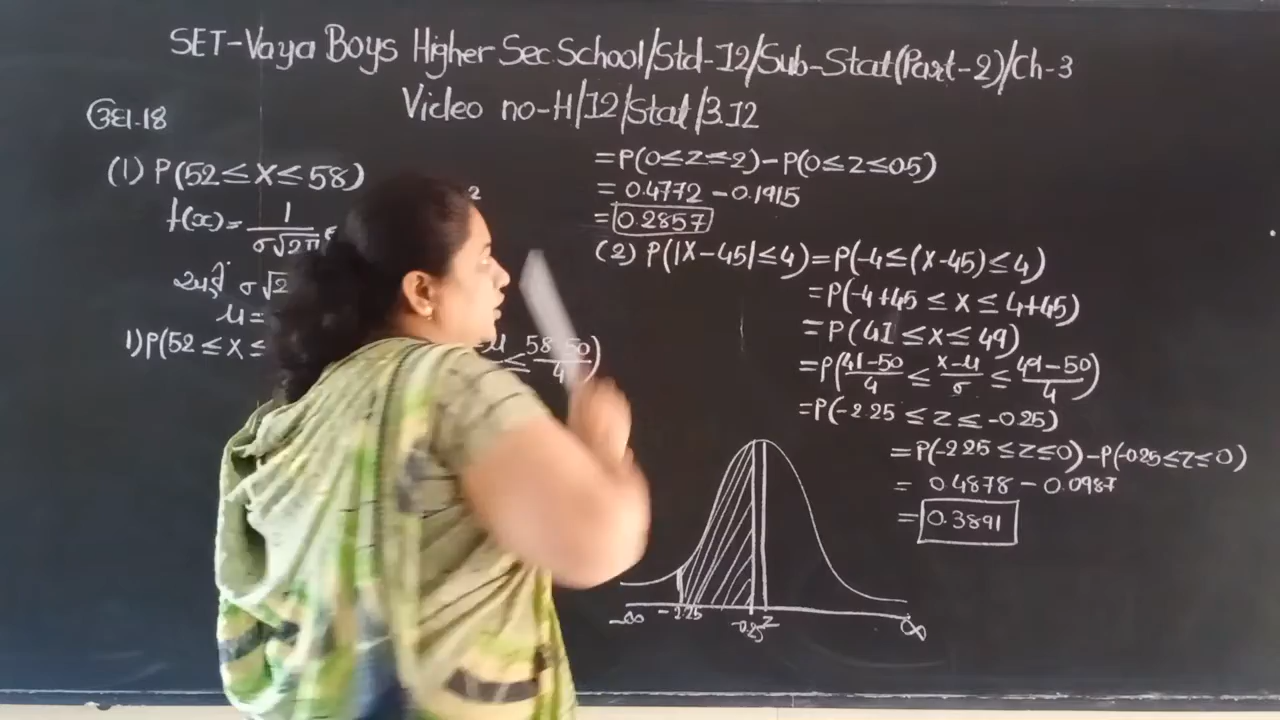 SET-Vaya Boys Higher Sec School/Std-12/Sub-Stat(Part-2)/Ch-3
Video no-H/12/Stat/3.12
ઉદા.18
(1) P(52≤X≤58)
f(x)= 1/σ√2π
અહીં σ√2
μ=
1)P(52≤X≤
≤ 58-50/4)
=P(0≤Z≤2)-P(0≤Z≤0.5)
= 0.4772 - 0.1915
= 0.2857
(2) P(|X-45|≤4)=P(-4≤(X-45)≤4)
=P(-4+45 ≤ X ≤ 4+45)
= P(41 ≤ X ≤ 49)
=P(41-50/4 ≤ X-μ/σ ≤ 49-50/4)
=P(-2.25 ≤ Z ≤ -0.25)
=P(-2.25 ≤Z≤0)-P(-0.25≤Z≤0)
= 0.4878 - 0.0987
= 0.3891
-∞ -2.25 -0.25 Z ∞